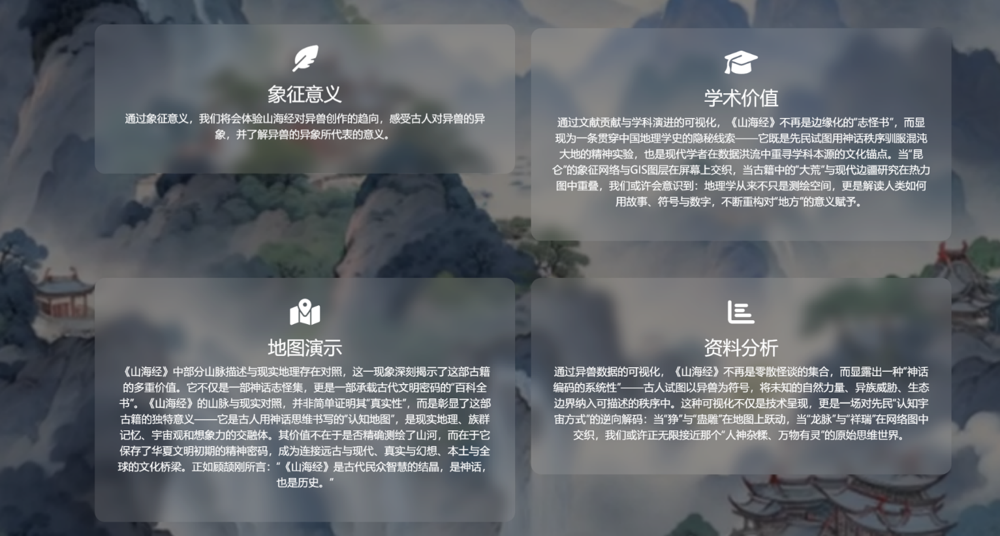 象征意义
通过象征意义，我们将会体验山海经对异兽创作的趋向，感受古人对异兽的异
象，并了解异兽的异象所代表的意义。
学术价值
通过文献贡献与学科演进的可视化，《山海经》不再是边缘化的"志怪书"，而显
现为一条贯穿中国地理学史的隐秘线索——它既是先民试图用神话秩序驯服混沌
大地的精神实验，也是现代学者在数据洪流中重寻学科本源的文化锚点。当"昆
仑"的象征网络与GIS图层在屏幕上交织，当古籍中的"大荒"与现代边疆研究在热力
图中重叠，我们或许会意识到：地理学从来不只是测绘空间，更是解读人类如何
用故事、符号与数字，不断重构对"地方"的意义赋予。
地图演示
《山海经》中部分山脉描述与现实地理存在对照，这一现象深刻揭示了这部古籍
的多重价值。它不仅是一部神话志怪集，更是一部承载古代文明密码的"百科全
书"。《山海经》的山脉与现实对照，并非简单证明其"真实性"，而是彰显了这部
古籍的独特意义——它是古人用神话思维书写的"认知地图"，是现实地理、族群
记忆、宇宙观和想象力的交融体。其价值不在于是否精确测绘了山河，而在于它
保存了华夏文明初期的精神密码，成为连接远古与现代、真实与幻想、本土与全
球的文化桥梁。正如顾颉刚所言："《山海经》是古代民众智慧的结晶，是神话，
也是历史。"
资料分析
通过异兽数据的可视化，《山海经》不再是零散怪谈的集合，而显露出一种"神话
编码的系统性"——古人试图以异兽为符号，将未知的自然力量、异族威胁、生态
边界纳入可描述的秩序中。这种可视化不仅是技术呈现，更是一场对先民"认知宇
宙方式"的逆向解码：当"狰"与"蛊雕"在地图上跃动，当"龙脉"与"祥瑞"在网络图中
交织，我们或许正无限接近那个"人神杂糅、万物有灵"的原始思维世界。